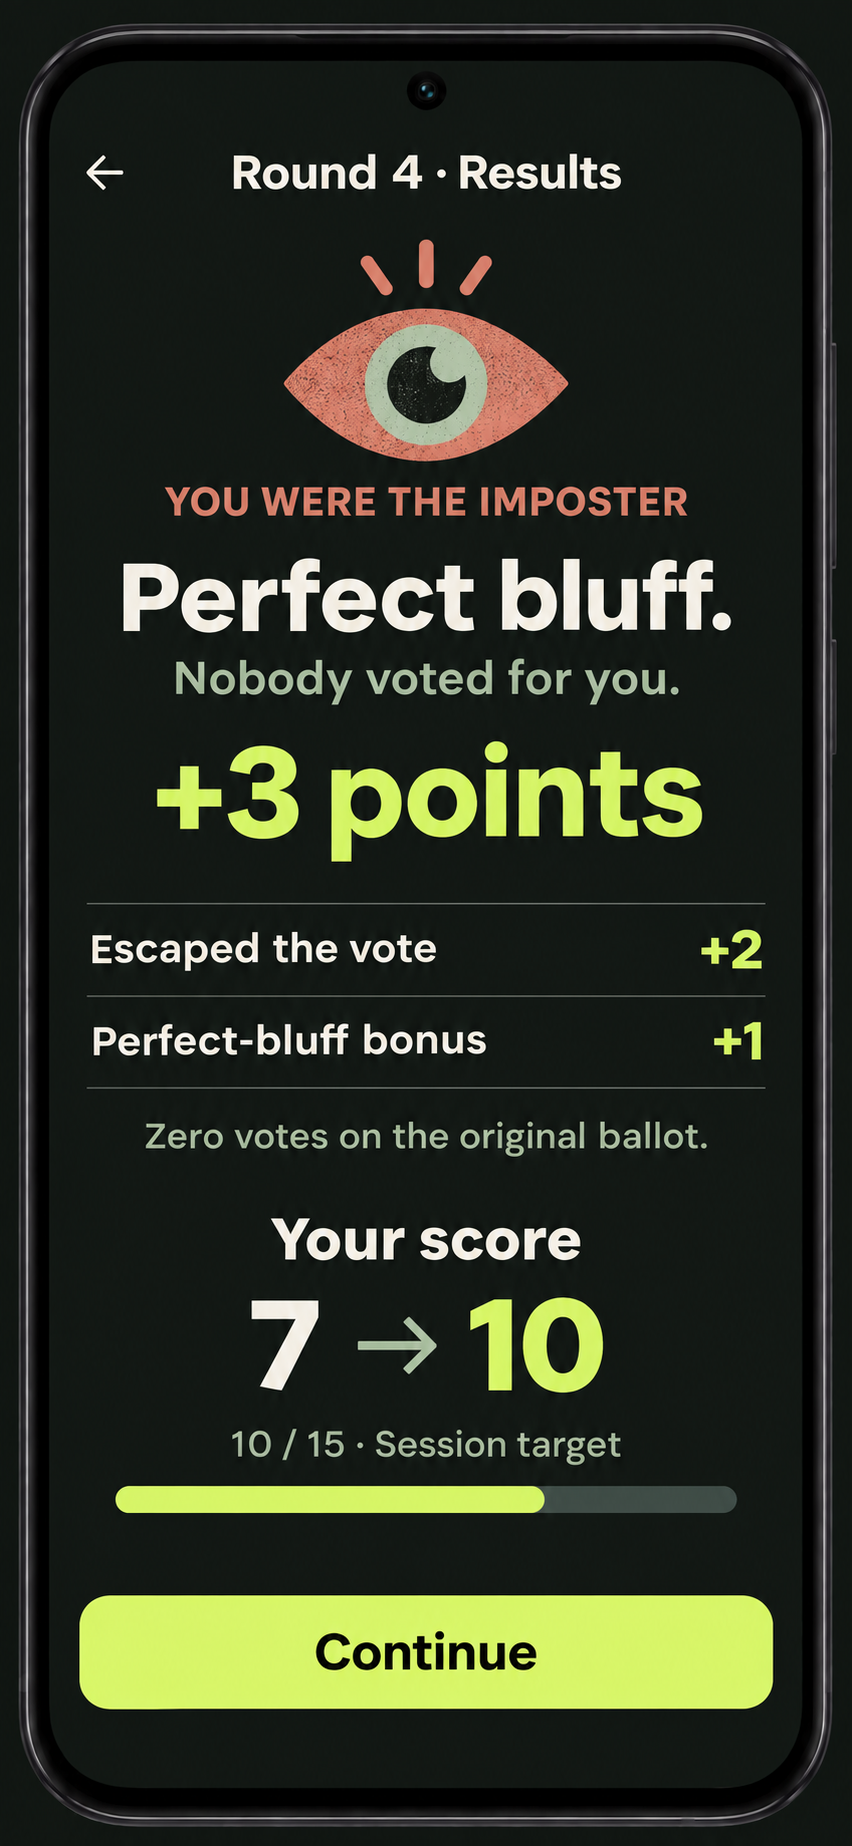 Round 4 · Results
YOU WERE THE IMPOSTER
Perfect bluff.
Nobody voted for you.
+3 points
Escaped the vote +2
Perfect-bluff bonus +1
Zero votes on the original ballot.
Your score
7 → 10
10 / 15 · Session target
Continue